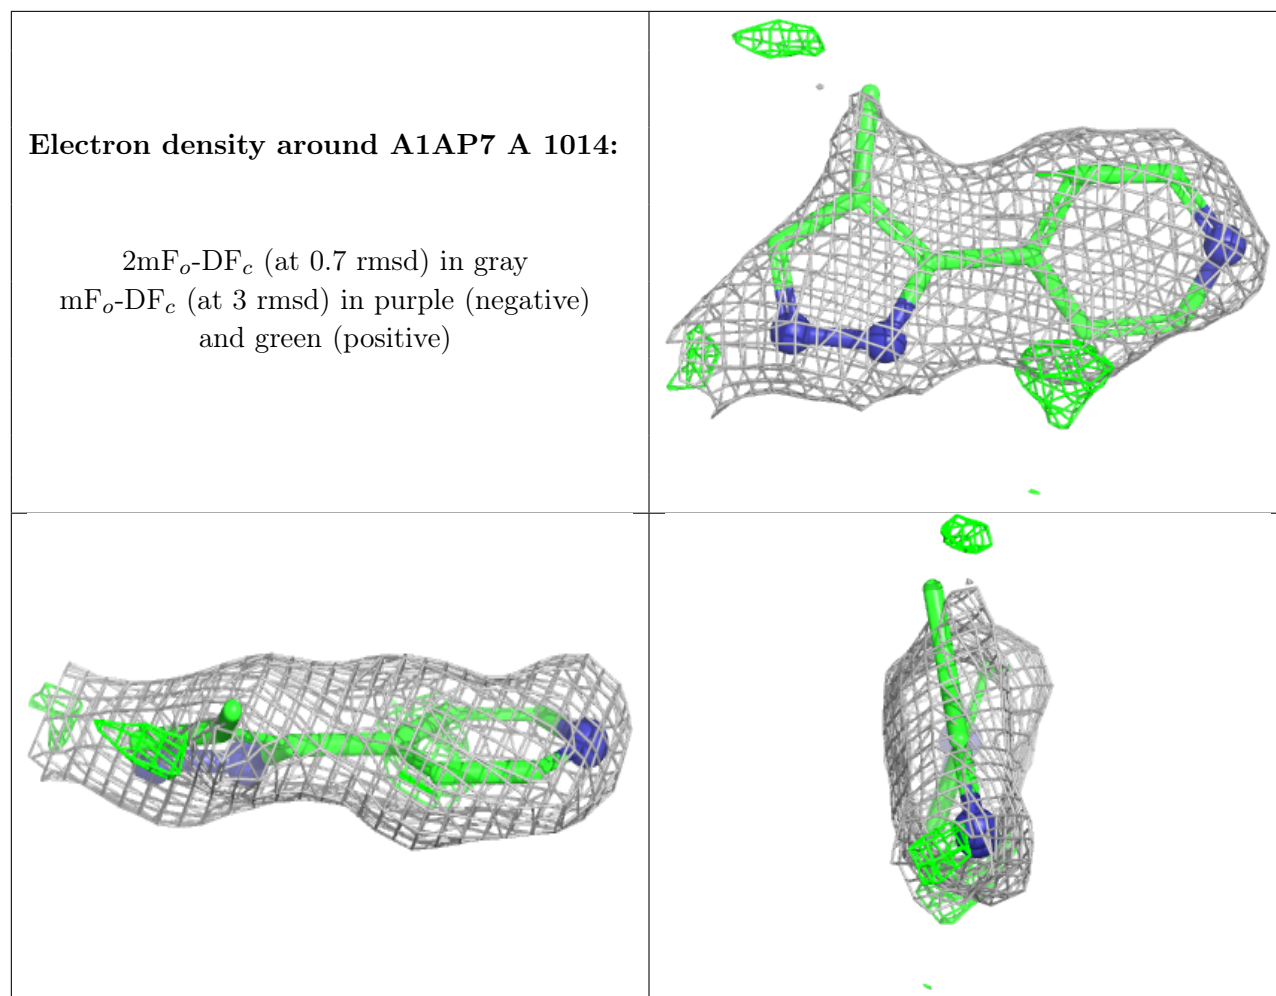 Electron density around A1AP7 A 1014:
2mFo-DFc (at 0.7 rmsd) in gray
mFo-DFc (at 3 rmsd) in purple (negative)
and green (positive)